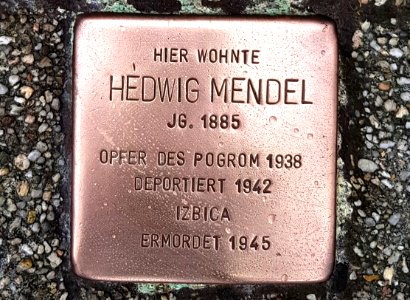 HIER WOHNTE
HEDWIG MENDEL
JG. 1885
OPFER DES POGROM 1938
DEPORTIERT 1942
IZBICA
ERMORDET 1945